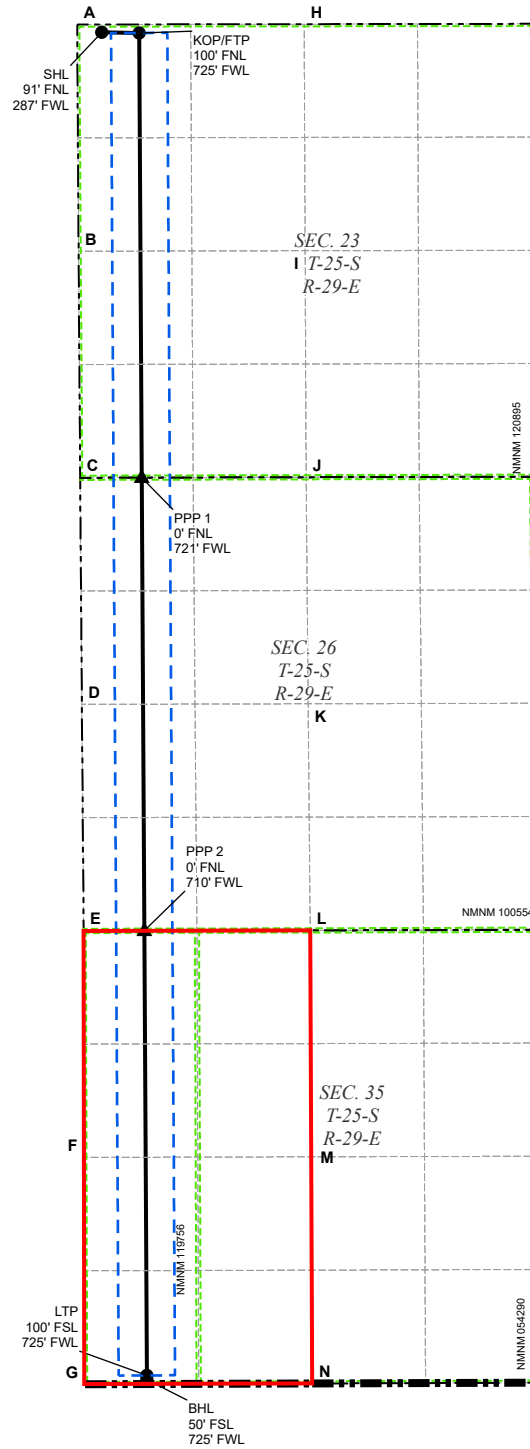 A
H
SHL
91' FNL
287' FWL
KOP/FTP
100' FNL
725' FWL
B
SEC. 23
I T-25-S
R-29-E
NMNM 120895
C
J
PPP 1
0' FNL
721' FWL
SEC. 26
T-25-S
R-29-E
D
K
PPP 2
0' FNL
710' FWL
E
L
NMNM 100554
SEC. 35
T-25-S
R-29-E
F
M
NMNM 119756
NMNM 054290
LTP
100' FSL
725' FWL
G
N
BHL
50' FSL
725' FWL